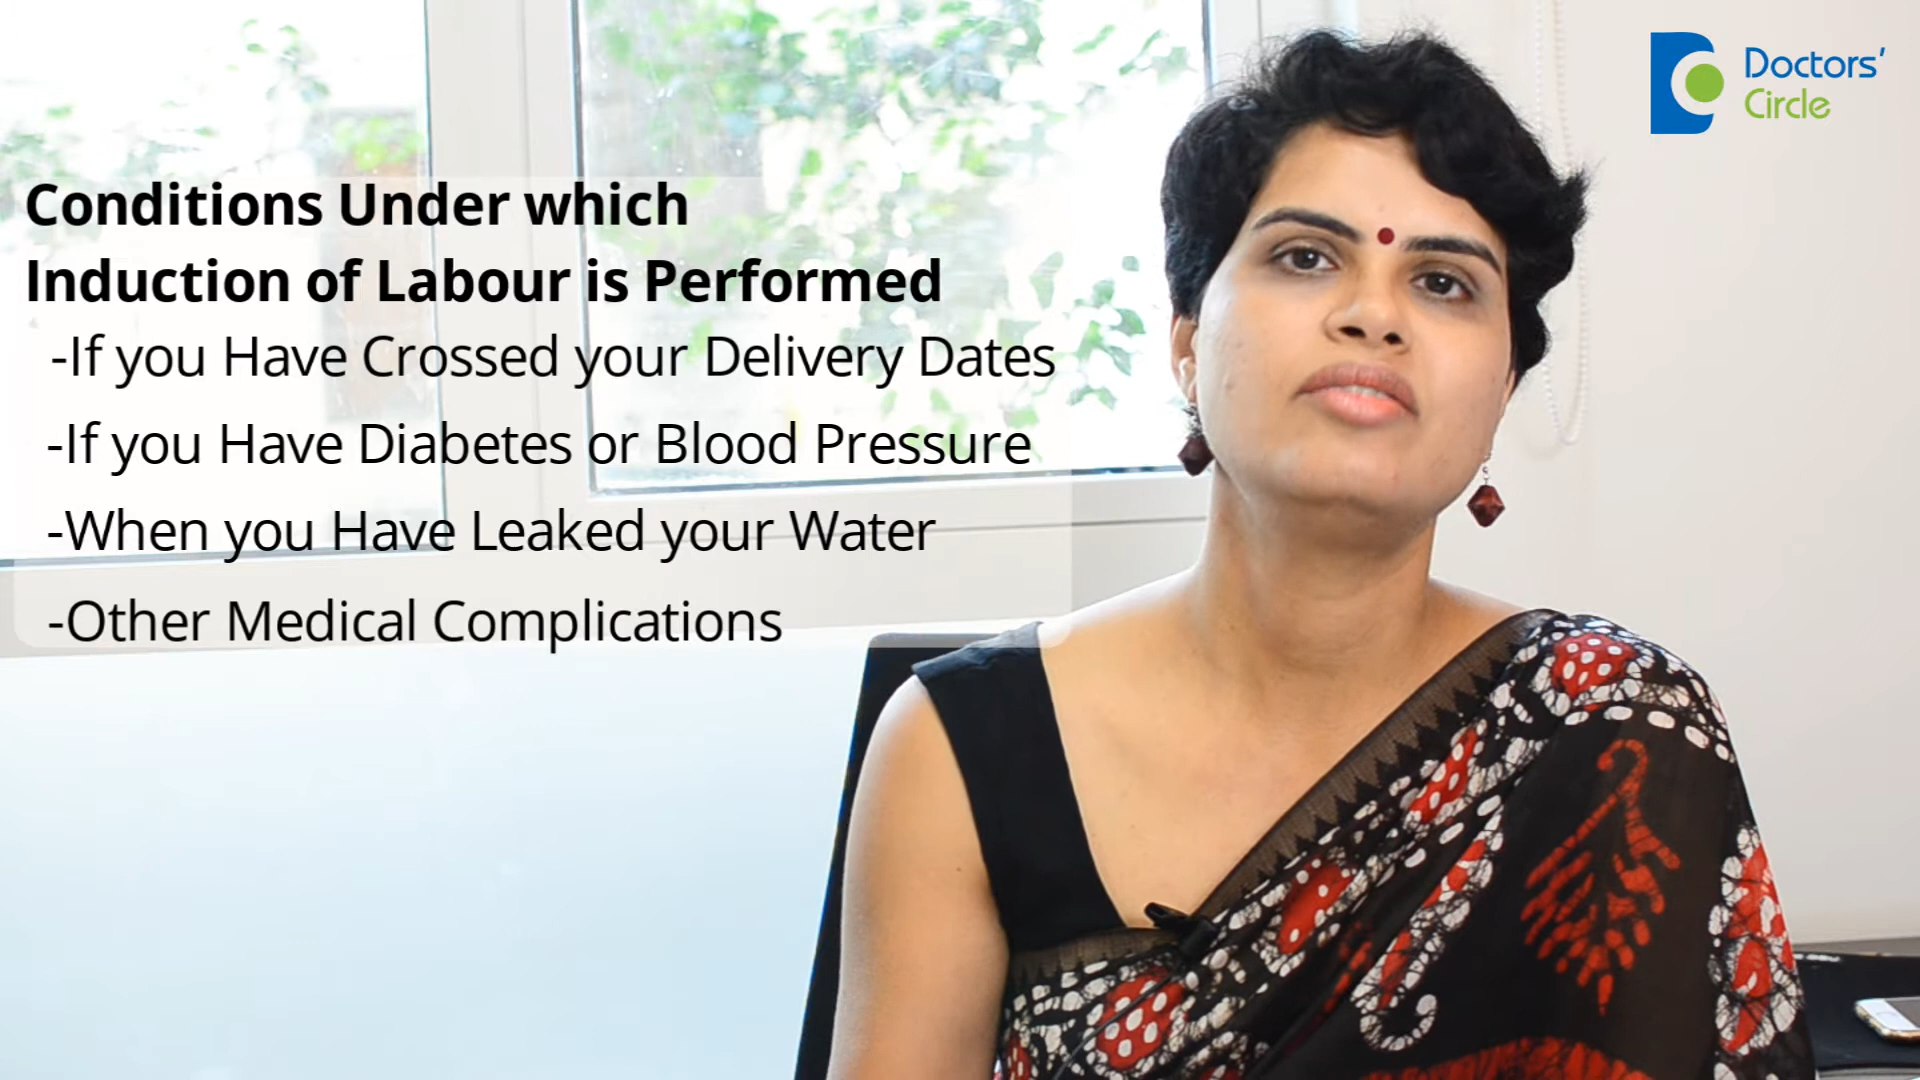 Doctors'
Circle
Conditions Under which
Induction of Labour is Performed
-If you Have Crossed your Delivery Dates
-If you Have Diabetes or Blood Pressure
-When you Have Leaked your Water
-Other Medical Complications